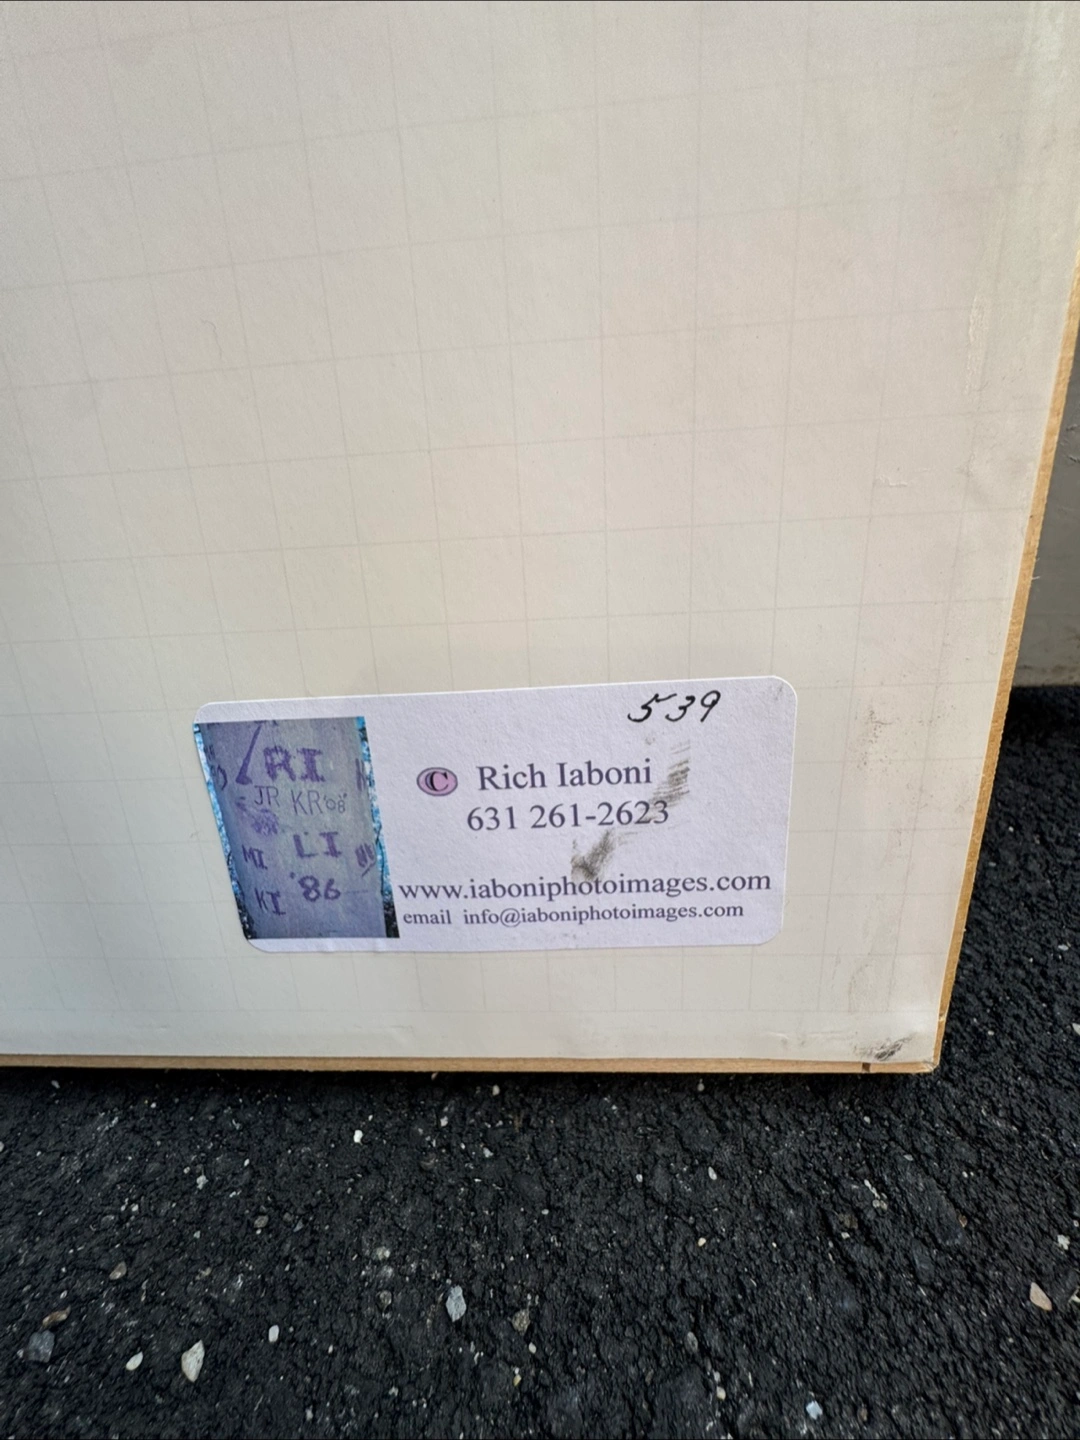 539
© Rich Iaboni
631 261-2623
www.iaboniphotoimages.com
email info@iaboniphotoimages.com
RI
JR KR '08
MI LI
KI '86